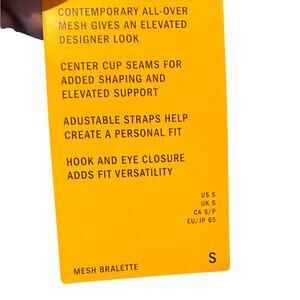 CONTEMPORARY ALL-OVER
MESH GIVES AN ELEVATED
DESIGNER LOOK
CENTER CUP SEAMS FOR
ADDED SHAPING AND
ELEVATED SUPPORT
ADUSTABLE STRAPS HELP
CREATE A PERSONAL FIT
HOOK AND EYE CLOSURE
ADDS FIT VERSATILITY
US S
UK S
CA S/P
EU/JP 65
MESH BRALETTE
S